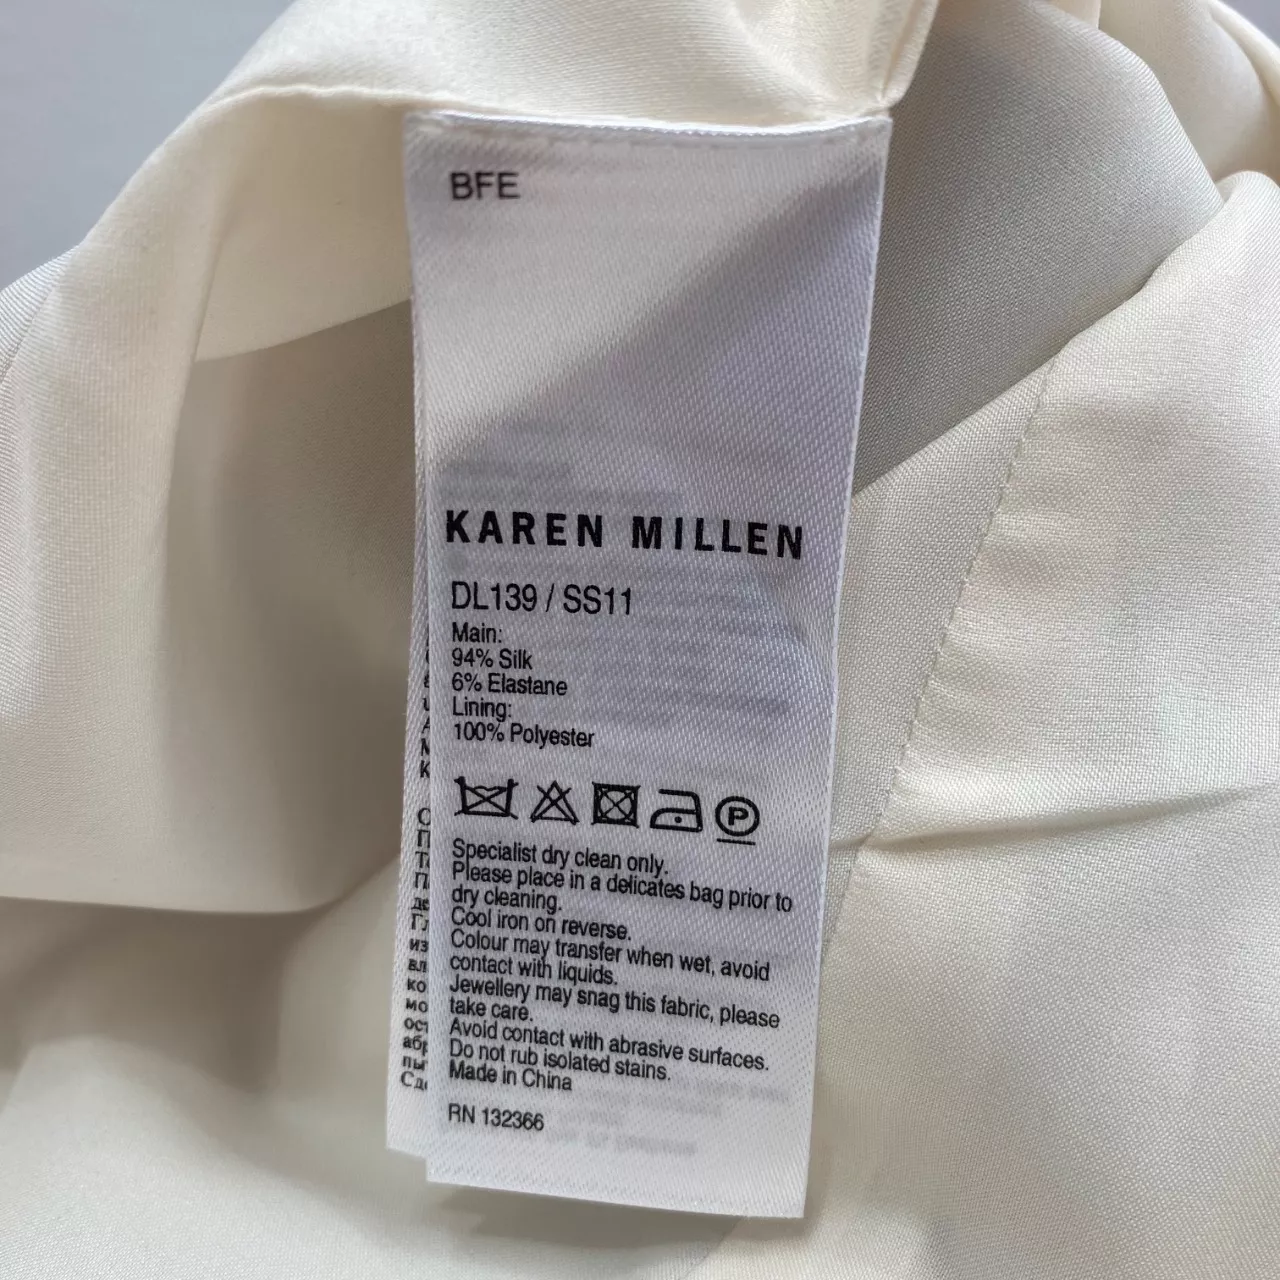 BFE
KAREN MILLEN
DL139 / SS11
Main:
94% Silk
6% Elastane
Lining:
100% Polyester
P
Specialist dry clean only.
Please place in a delicates bag prior to
dry cleaning.
Cool iron on reverse.
Colour may transfer when wet, avoid
contact with liquids.
Jewellery may snag this fabric, please
take care.
Avoid contact with abrasive surfaces.
Do not rub isolated stains.
Made in China
RN 132366